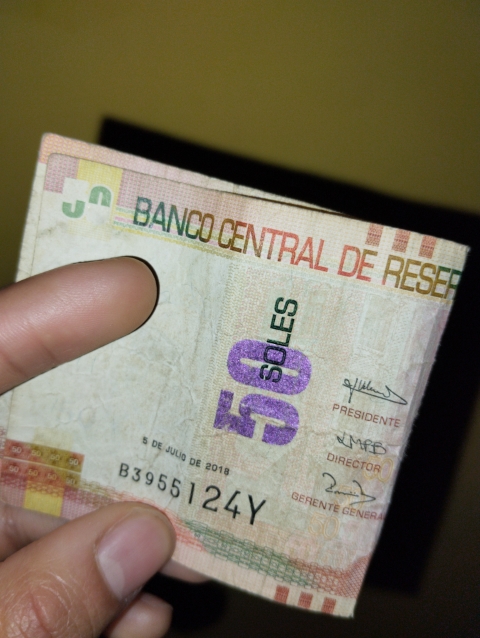 BANCO CENTRAL DE RESER
50
SOLES
PRESIDENTE
DIRECTOR
GERENTE GENERA
5 DE JULIO DE 2018
B3955124Y